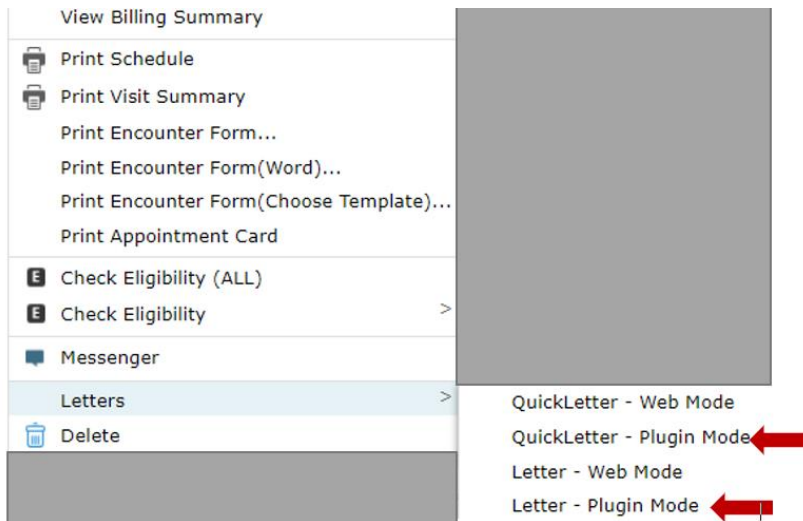 View Billing Summary
Print Schedule
Print Visit Summary
Print Encounter Form...
Print Encounter Form(Word)...
Print Encounter Form(Choose Template)...
Print Appointment Card
E Check Eligibility (ALL)
E Check Eligibility >
Messenger
Letters >
Delete
QuickLetter - Web Mode
QuickLetter - Plugin Mode
Letter - Web Mode
Letter - Plugin Mode